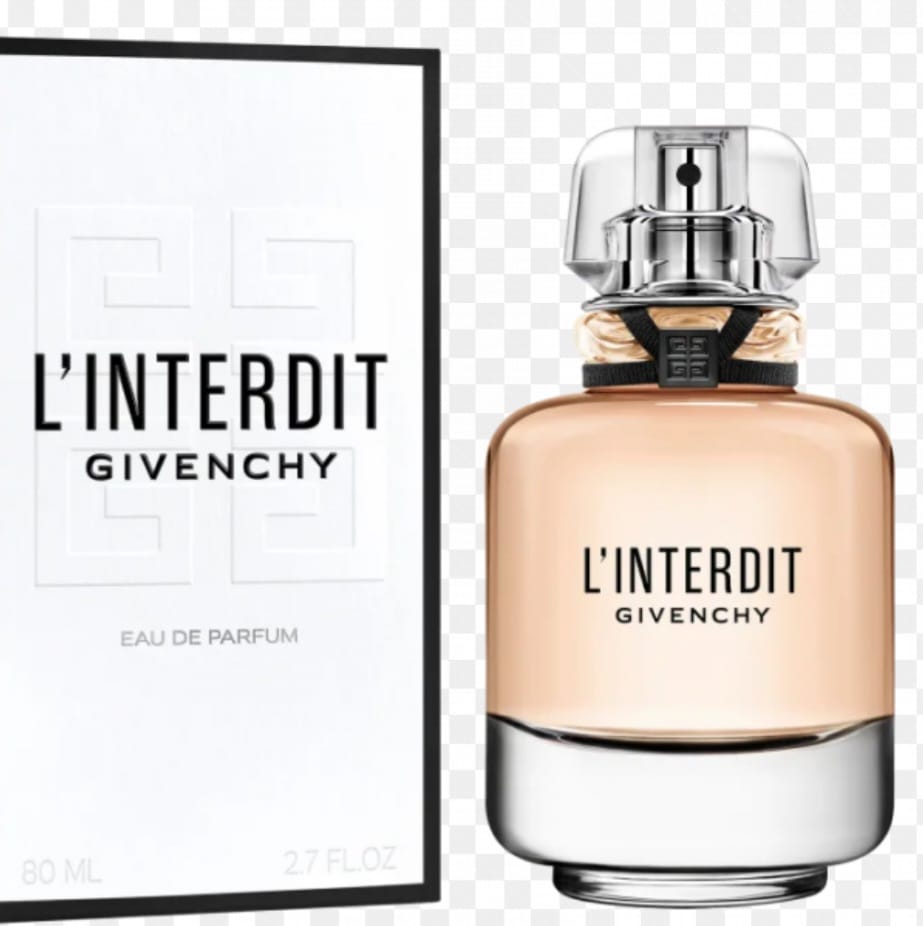 L'INTERDIT
GIVENCHY
EAU DE PARFUM
80 ML
2.7 FL.OZ
L'INTERDIT
GIVENCHY